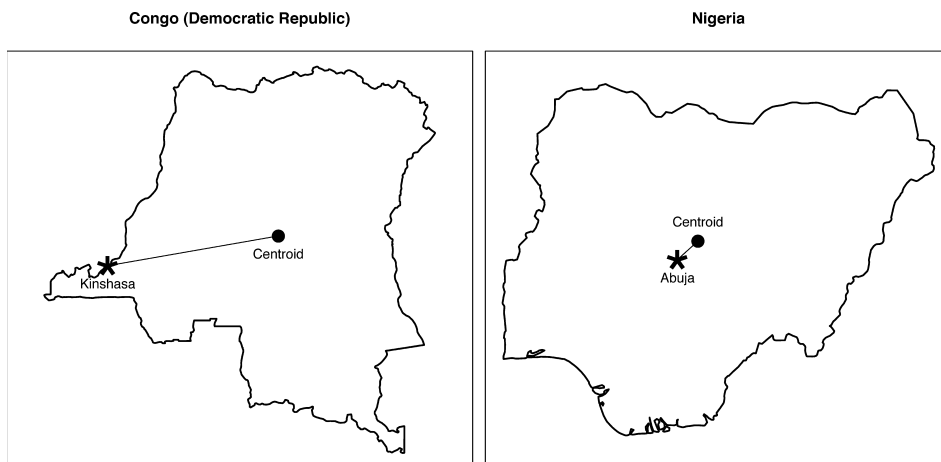 Congo (Democratic Republic)
Nigeria
Centroid
Kinshasa
Centroid
Abuja